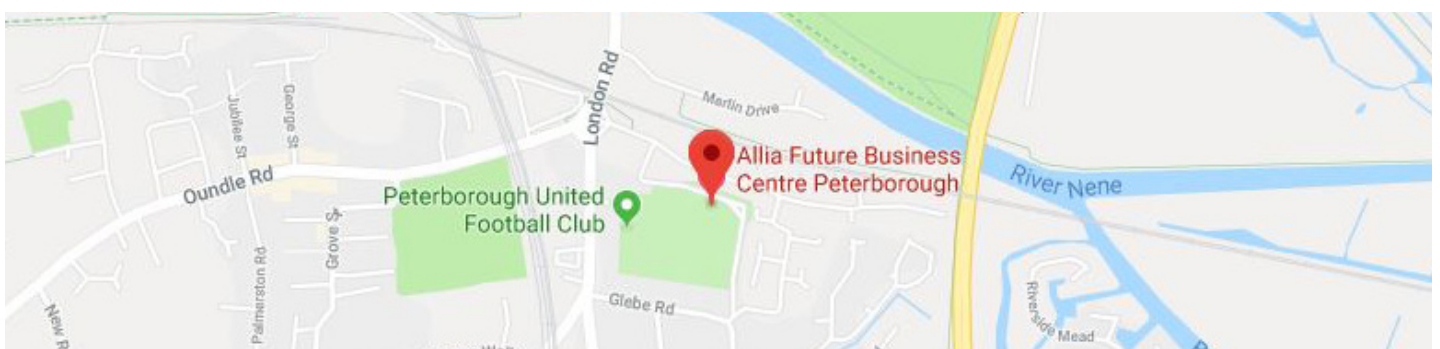 London Rd
Marlin Drive
Jubilee St
George St
Allia Future Business
Centre Peterborough
Oundle Rd
Peterborough United
Football Club
River Nene
Grove St
Palmerston Rd
Glebe Rd
New R
Riverside Mead